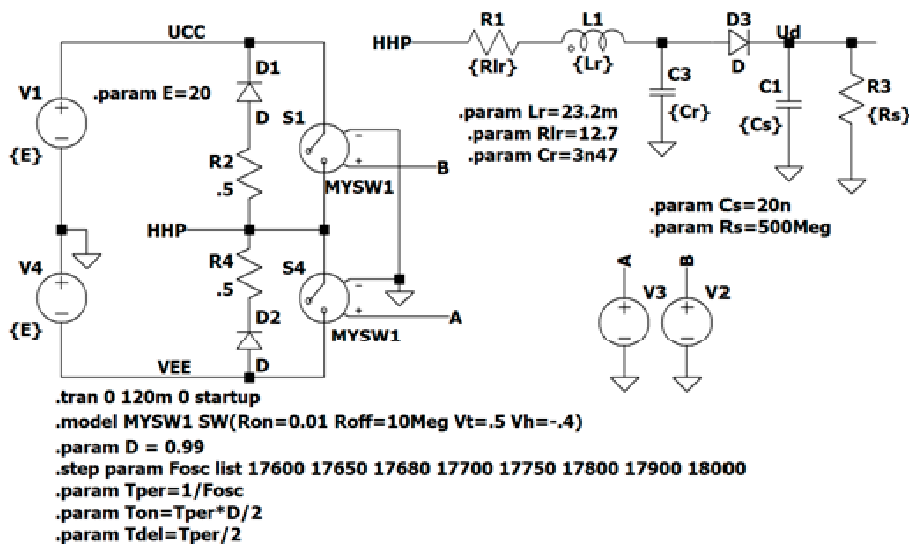 UCC
HHP
R1
L1
D3
Ud
{Rlr}
{Lr}
D
C3
{Cr}
C1
{Cs}
R3
{Rs}
V1
{E}
.param E=20
D1
D
S1
R2
.5
MYSW1
B
.param Lr=23.2m
.param Rlr=12.7
.param Cr=3n47
.param Cs=20n
.param Rs=500Meg
HHP
R4
.5
S4
V4
{E}
D2
D
MYSW1
A
VEE
A
B
V3
V2
.tran 0 120m 0 startup
.model MYSW1 SW(Ron=0.01 Roff=10Meg Vt=.5 Vh=-.4)
.param D = 0.99
.step param Fosc list 17600 17650 17680 17700 17750 17800 17900 18000
.param Tper=1/Fosc
.param Ton=Tper*D/2
.param Tdel=Tper/2